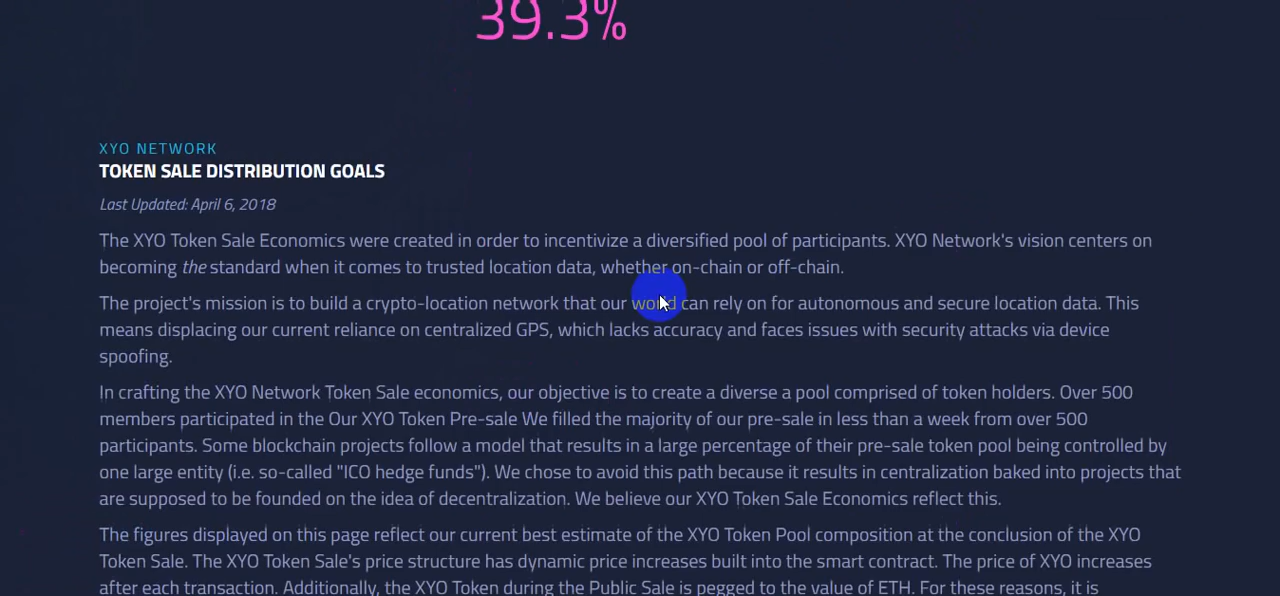 39.3%
XYO NETWORK
TOKEN SALE DISTRIBUTION GOALS
Last Updated: April 6, 2018
The XYO Token Sale Economics were created in order to incentivize a diversified pool of participants. XYO Network's vision centers on
becoming the standard when it comes to trusted location data, whether on-chain or off-chain.
The project's mission is to build a crypto-location network that our world can rely on for autonomous and secure location data. This
means displacing our current reliance on centralized GPS, which lacks accuracy and faces issues with security attacks via device
spoofing.
In crafting the XYO Network Token Sale economics, our objective is to create a diverse a pool comprised of token holders. Over 500
members participated in the Our XYO Token Pre-sale We filled the majority of our pre-sale in less than a week from over 500
participants. Some blockchain projects follow a model that results in a large percentage of their pre-sale token pool being controlled by
one large entity (i.e. so-called "ICO hedge funds"). We chose to avoid this path because it results in centralization baked into projects that
are supposed to be founded on the idea of decentralization. We believe our XYO Token Sale Economics reflect this.
The figures displayed on this page reflect our current best estimate of the XYO Token Pool composition at the conclusion of the XYO
Token Sale. The XYO Token Sale's price structure has dynamic price increases built into the smart contract. The price of XYO increases
after each transaction. Additionally, the XYO Token during the Public Sale is pegged to the value of ETH. For these reasons, it is